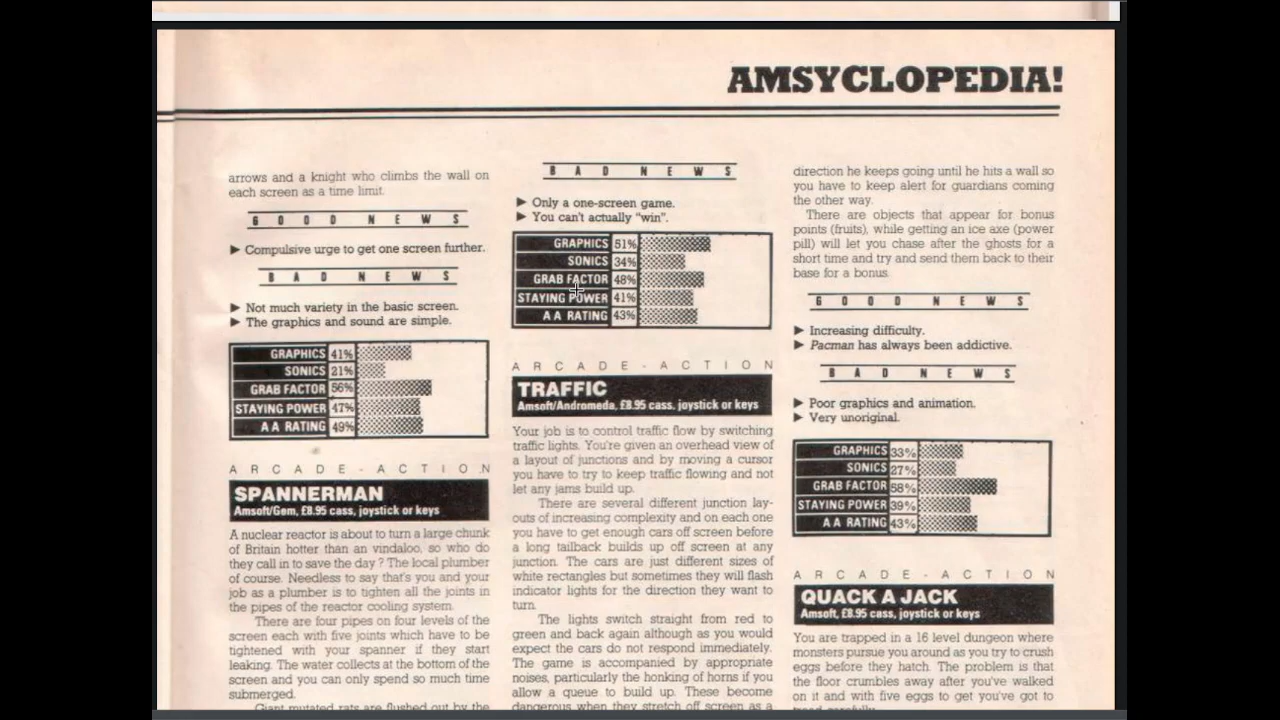 AMSYCLOPEDIA!
arrows and a knight who climbs the wall on
each screen as a time limit.
GOOD NEWS
► Compulsive urge to get one screen further.
BAD NEWS
► Not much variety in the basic screen.
► The graphics and sound are simple.
GRAPHICS 41%
SONICS 21%
GRAB FACTOR 56%
STAYING POWER 47%
A A RATING 49%
ARCADE-ACTION
SPANNERMAN
Amsoft/Gem, £8.95 cass, joystick or keys
A nuclear reactor is about to turn a large chunk
of Britain hotter than an vindaloo, so who do
they call in to save the day? The local plumber
of course. Needless to say that's you and your
job as a plumber is to tighten all the joints in
the pipes of the reactor cooling system.
There are four pipes on four levels of the
screen each with five joints which have to be
tightened with your spanner if they start
leaking. The water collects at the bottom of the
screen and you can only spend so much time
submerged.
Giant mutated rats are flushed out by the
BAD NEWS
► Only a one-screen game.
► You can't actually "win".
GRAPHICS 51%
SONICS 34%
GRAB FACTOR 48%
STAYING POWER 41%
A A RATING 43%
ARCADE-ACTION
TRAFFIC
Amsoft/Andromeda, £8.95 cass, joystick or keys
Your job is to control traffic flow by switching
traffic lights. You're given an overhead view of
a layout of junctions and by moving a cursor
you have to try to keep traffic flowing and not
let any jams build up.
There are several different junction lay-
outs of increasing complexity and on each one
you have to get enough cars off screen before
a long tailback builds up off screen at any
junction. The cars are just different sizes of
white rectangles but sometimes they will flash
indicator lights for the direction they want to
turn.
The lights switch straight from red to
green and back again although as you would
expect the cars do not respond immediately.
The game is accompanied by appropriate
noises, particularly the honking of horns if you
allow a queue to build up. These become
dangerous when they stretch off screen as a
direction he keeps going until he hits a wall so
you have to keep alert for guardians coming
the other way.
There are objects that appear for bonus
points (fruits), while getting an ice axe (power
pill) will let you chase after the ghosts for a
short time and try and send them back to their
base for a bonus.
GOOD NEWS
► Increasing difficulty.
► Pacman has always been addictive.
BAD NEWS
► Poor graphics and animation.
► Very unoriginal.
GRAPHICS 33%
SONICS 27%
GRAB FACTOR 58%
STAYING POWER 39%
A A RATING 43%
ARCADE-ACTION
QUACK A JACK
Amsoft, £8.95 cass, joystick or keys
You are trapped in a 16 level dungeon where
monsters pursue you around as you try to crush
eggs before they hatch. The problem is that
the floor crumbles away after you've walked
on it and with five eggs to get you've got to